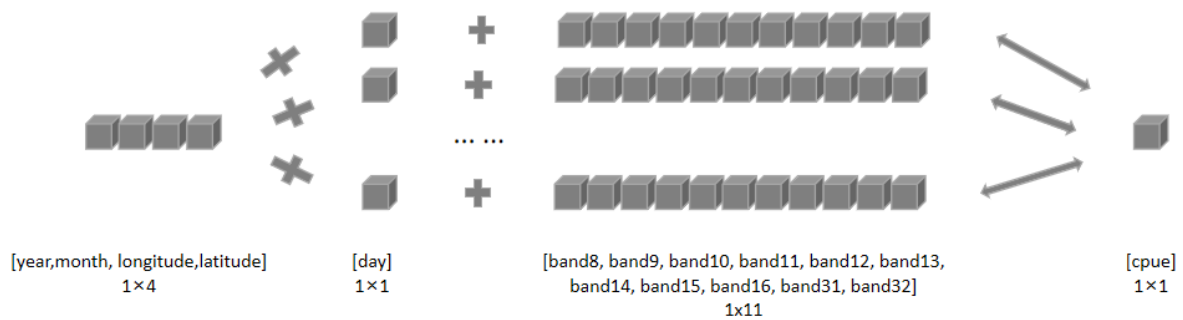 ... ...
[year,month, longitude,latitude]
1×4
[day]
1×1
[band8, band9, band10, band11, band12, band13,
band14, band15, band16, band31, band32]
1x11
[cpue]
1×1